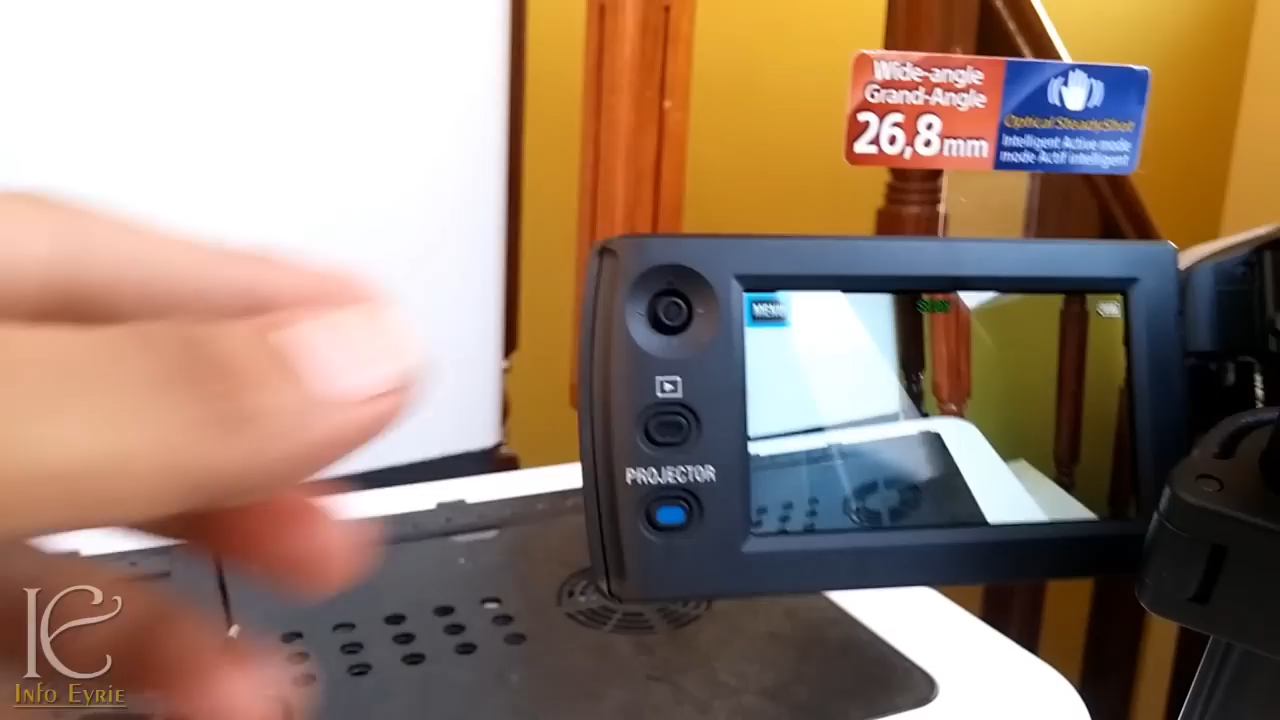 Wide-angle
Grand-Angle
26,8mm
Optical SteadyShot
Intelligent Active mode
mode Actif intelligent
MENU
PROJECTOR
Info Eyrie